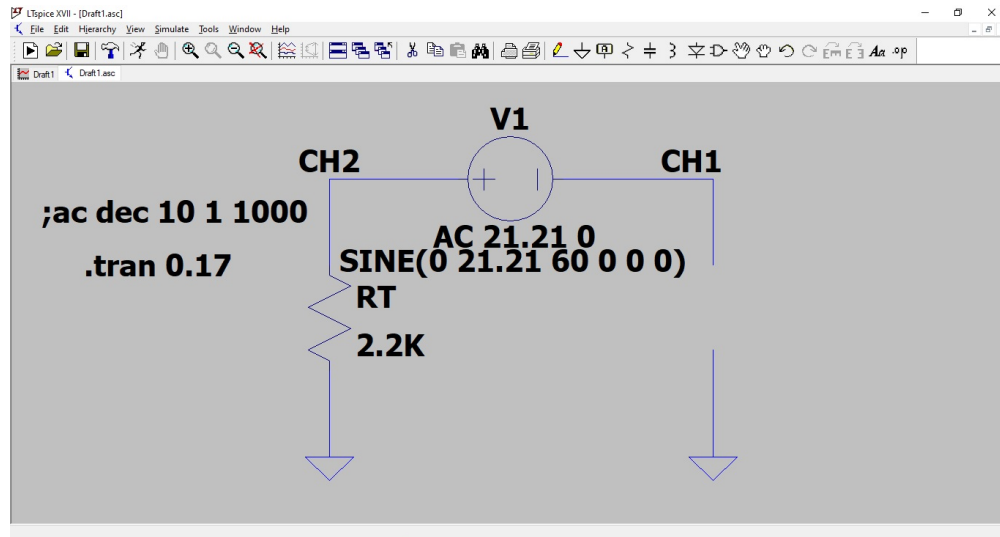 LTspice XVII - [Draft1.asc]
File Edit Hierarchy View Simulate Tools Window Help
Aa .op
Draft1 Draft1.asc
V1
CH2 CH1
;ac dec 10 1 1000
AC 21.21 0
.tran 0.17 SINE(0 21.21 60 0 0 0)
RT
2.2K